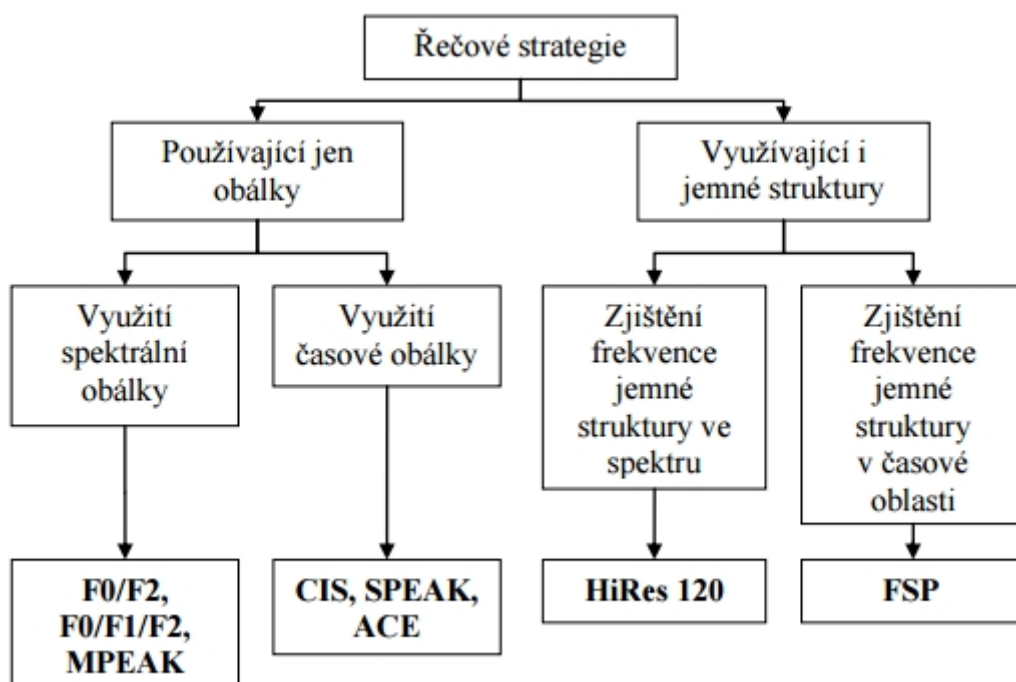 Řečové strategie
Používající jen
obálky
Využívající i
jemné struktury
Využití
spektrální
obálky
Využití
časové obálky
Zjištění
frekvence
jemné
struktury ve
spektru
Zjištění
frekvence
jemné
struktury
v časové
oblasti
F0/F2,
F0/F1/F2,
MPEAK
CIS, SPEAK,
ACE
HiRes 120
FSP